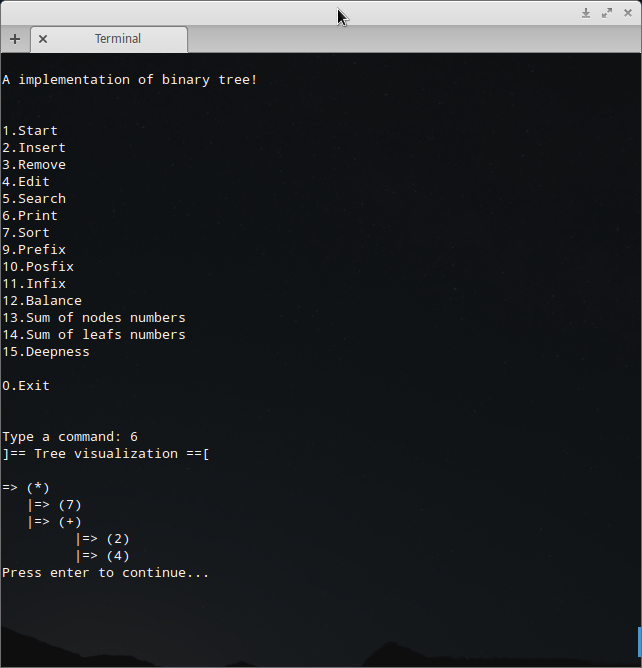 Terminal
A implementation of binary tree!
1.Start
2.Insert
3.Remove
4.Edit
5.Search
6.Print
7.Sort
9.Prefix
10.Posfix
11.Infix
12.Balance
13.Sum of nodes numbers
14.Sum of leafs numbers
15.Deepness
0.Exit
Type a command: 6
]== Tree visualization ==[
=> (*)
   |=> (7)
   |=> (+)
         |=> (2)
         |=> (4)
Press enter to continue...